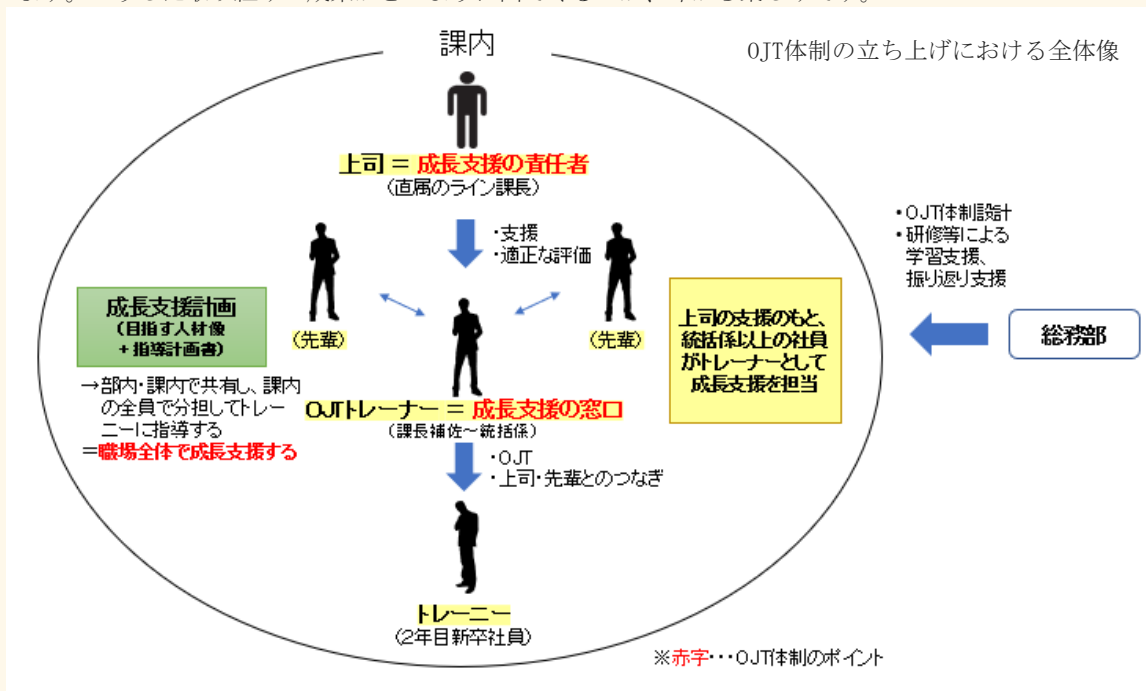 課内
OJT体制の立ち上げにおける全体像
上司 = 成長支援の責任者
(直属のライン課長)
・支援
・適正な評価
・OJT体制設計
・研修等による
学習支援、
振り返り支援
総務部
成長支援計画
(目指す人材像
+指導計画書)
(先輩)
(先輩)
上司の支援のもと、
統括係以上の社員
がトレーナーとして
成長支援を担当
→部内・課内で共有し、課内
の全員で分担してトレー
ニーに指導する
=職場全体で成長支援する
OJTトレーナー = 成長支援の窓口
(課長補佐～統括係)
・OJT
・上司・先輩とのつなぎ
トレーニー
(2年目新卒社員)
※赤字・・・OJT体制のポイント